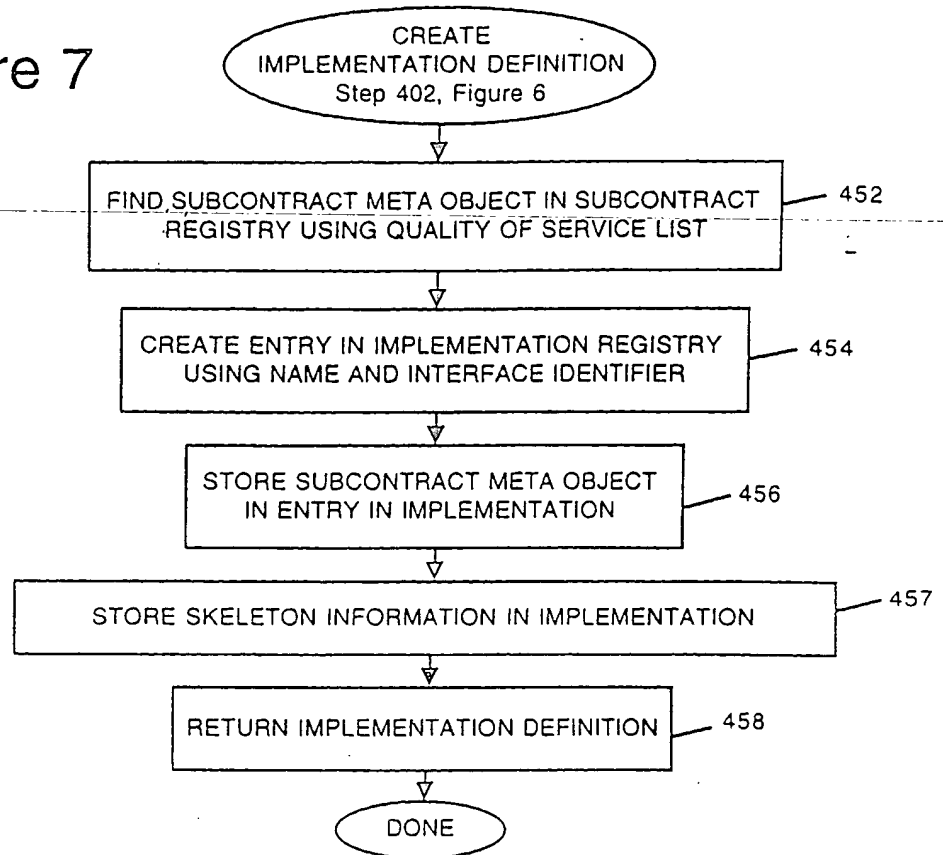 re 7
CREATE
IMPLEMENTATION DEFINITION
Step 402, Figure 6
FIND SUBCONTRACT META OBJECT IN SUBCONTRACT
REGISTRY USING QUALITY OF SERVICE LIST
452
CREATE ENTRY IN IMPLEMENTATION REGISTRY
USING NAME AND INTERFACE IDENTIFIER
454
STORE SUBCONTRACT META OBJECT
IN ENTRY IN IMPLEMENTATION
456
STORE SKELETON INFORMATION IN IMPLEMENTATION
457
RETURN IMPLEMENTATION DEFINITION
458
DONE